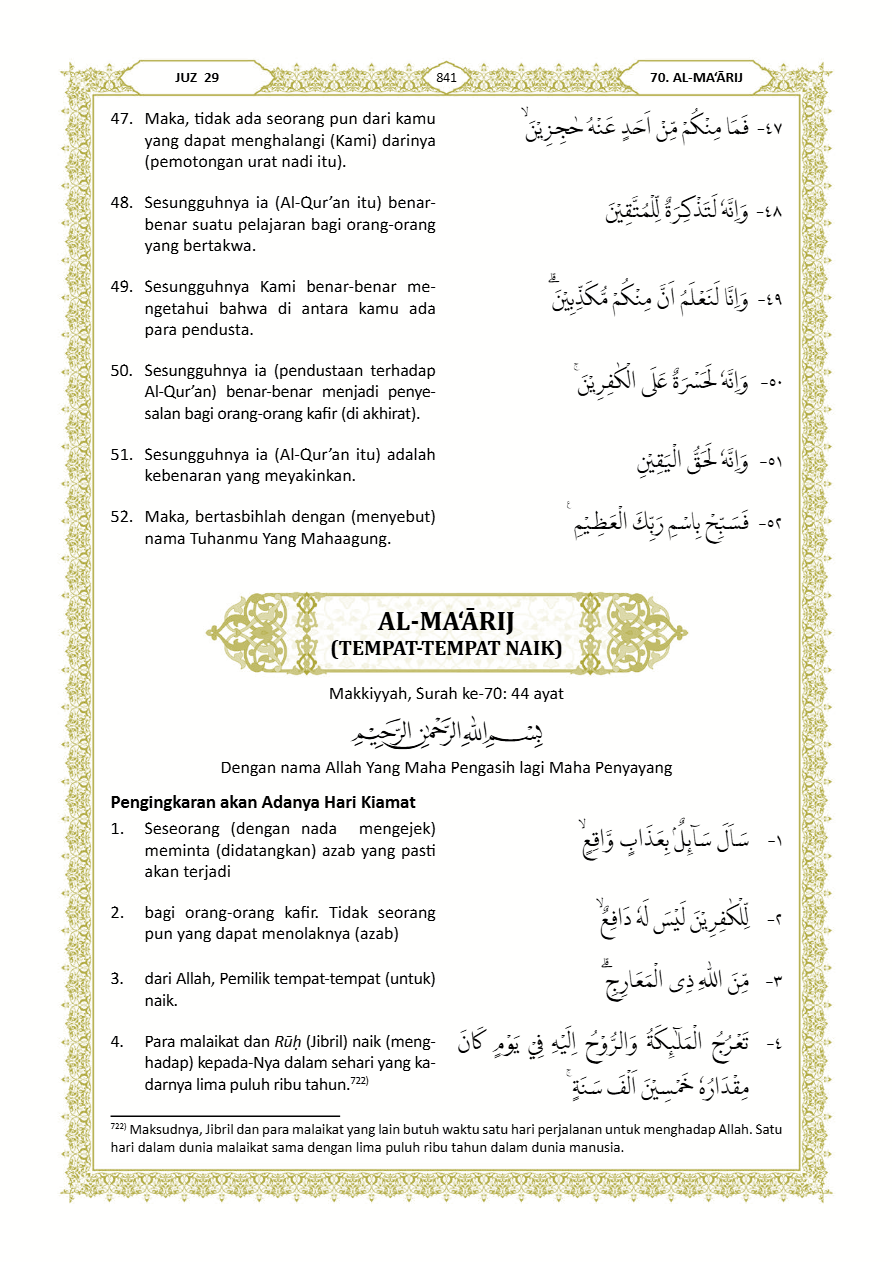 JUZ 29
841
70. AL-MA‘ĀRIJ
47. Maka, tidak ada seorang pun dari kamu
yang dapat menghalangi (Kami) darinya
(pemotongan urat nadi itu).
٤٧- فَمَا مِنْكُمْ مِّنْ اَحَدٍ عَنْهُ حٰجِزِيْنَۙ
48. Sesungguhnya ia (Al-Qur’an itu) benar-
benar suatu pelajaran bagi orang-orang
yang bertakwa.
٤٨- وَاِنَّهٗ لَتَذْكِرَةٌ لِّلْمُتَّقِيْنَ
49. Sesungguhnya Kami benar-benar me-
ngetahui bahwa di antara kamu ada
para pendusta.
٤٩- وَاِنَّا لَنَعْلَمُ اَنَّ مِنْكُمْ مُّكَذِّبِيْنَۗ
50. Sesungguhnya ia (pendustaan terhadap
Al-Qur’an) benar-benar menjadi penye-
salan bagi orang-orang kafir (di akhirat).
٥٠- وَاِنَّهٗ لَحَسْرَةٌ عَلَى الْكٰفِرِيْنَۚ
51. Sesungguhnya ia (Al-Qur’an itu) adalah
kebenaran yang meyakinkan.
٥١- وَاِنَّهٗ لَحَقُّ الْيَقِيْنِ
52. Maka, bertasbihlah dengan (menyebut)
nama Tuhanmu Yang Mahaagung.
٥٢- فَسَبِّحْ بِاسْمِ رَبِّكَ الْعَظِيْمِ ࣖ
AL-MA‘ĀRIJ
(TEMPAT-TEMPAT NAIK)
Makkiyyah, Surah ke-70: 44 ayat
بِسْمِ اللّٰهِ الرَّحْمٰنِ الرَّحِيْمِ
Dengan nama Allah Yang Maha Pengasih lagi Maha Penyayang
Pengingkaran akan Adanya Hari Kiamat
1. Seseorang (dengan nada mengejek)
meminta (didatangkan) azab yang pasti
akan terjadi
١- سَاَلَ سَاۤىِٕلٌۢ بِعَذَابٍ وَّاقِعٍۙ
2. bagi orang-orang kafir. Tidak seorang
pun yang dapat menolaknya (azab)
٢- لِّلْكٰفِرِيْنَ لَيْسَ لَهٗ دَافِعٌۙ
3. dari Allah, Pemilik tempat-tempat (untuk)
naik.
٣- مِّنَ اللّٰهِ ذِى الْمَعَارِجِۗ
4. Para malaikat dan Rūḥ (Jibril) naik (meng-
hadap) kepada-Nya dalam sehari yang ka-
darnya lima puluh ribu tahun.722)
٤- تَعْرُجُ الْمَلٰۤىِٕكَةُ وَالرُّوْحُ اِلَيْهِ فِيْ يَوْمٍ كَانَ
مِقْدَارُهٗ خَمْسِيْنَ اَلْفَ سَنَةٍۚ
722) Maksudnya, Jibril dan para malaikat yang lain butuh waktu satu hari perjalanan untuk menghadap Allah. Satu
hari dalam dunia malaikat sama dengan lima puluh ribu tahun dalam dunia manusia.